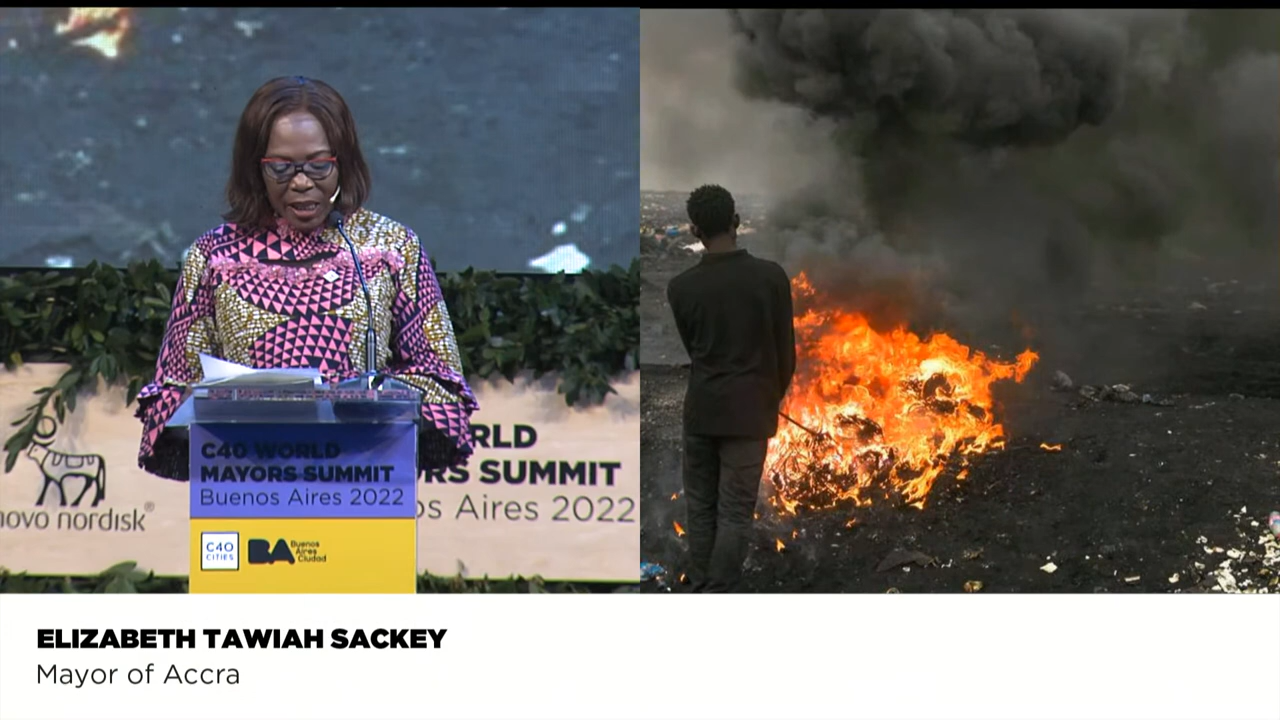 C40 WORLD
MAYORS SUMMIT
Buenos Aires 2022
C40
CITIES
BA
Buenos
Aires
Ciudad
novo nordisk®
RLD
RS SUMMIT
os Aires 2022
ELIZABETH TAWIAH SACKEY
Mayor of Accra